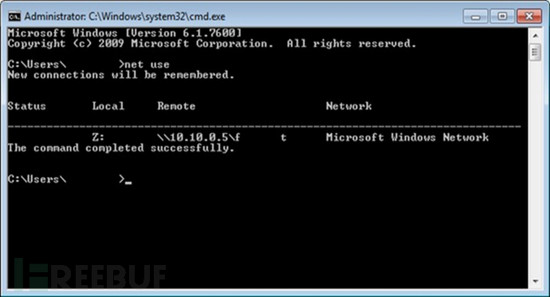 Administrator: C:\Windows\system32\cmd.exe
Microsoft Windows [Version 6.1.7600]
Copyright (c) 2009 Microsoft Corporation.  All rights reserved.
C:\Users\        >net use
New connections will be remembered.
Status       Local     Remote                    Network
-------------------------------------------------------------------------------
             Z:        \\10.10.0.5\f      t      Microsoft Windows Network
The command completed successfully.
C:\Users\        >_
REEBUF